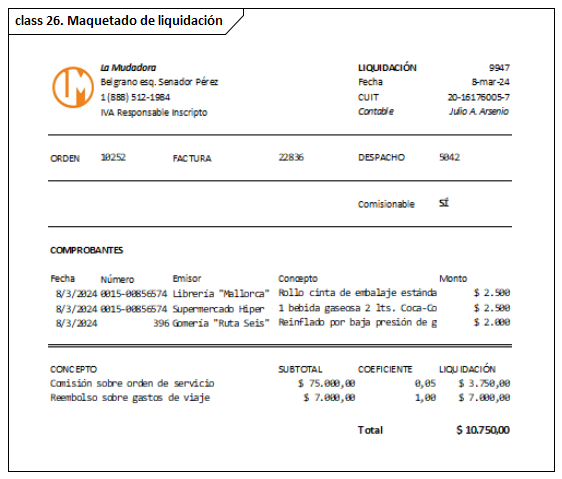 class 26. Maquetado de liquidación
La Mudadora LIQUIDACIÓN 9947
Belgrano esq. Senador Pérez Fecha 8-mar-24
1 (888) 512-1984 CUIT 20-16176005-7
IVA Responsable Inscripto Contable Julio A. Arsenio
ORDEN 10252 FACTURA 22836 DESPACHO 5042
Comisionable SÍ
COMPROBANTES
Fecha Número Emisor Concepto Monto
8/3/2024 0015-00856574 Librería "Mallorca" Rollo cinta de embalaje estánda $ 2.500
8/3/2024 0015-00856574 Supermercado Hiper 1 bebida gaseosa 2 lts. Coca-Co $ 2.500
8/3/2024 396 Gomería "Ruta Seis" Reinflado por baja presión de g $ 2.000
CONCEPTO SUBTOTAL COEFICIENTE LIQUIDACIÓN
Comisión sobre orden de servicio $ 75.000,00 0,05 $ 3.750,00
Reembolso sobre gastos de viaje $ 7.000,00 1,00 $ 7.000,00
Total $ 10.750,00